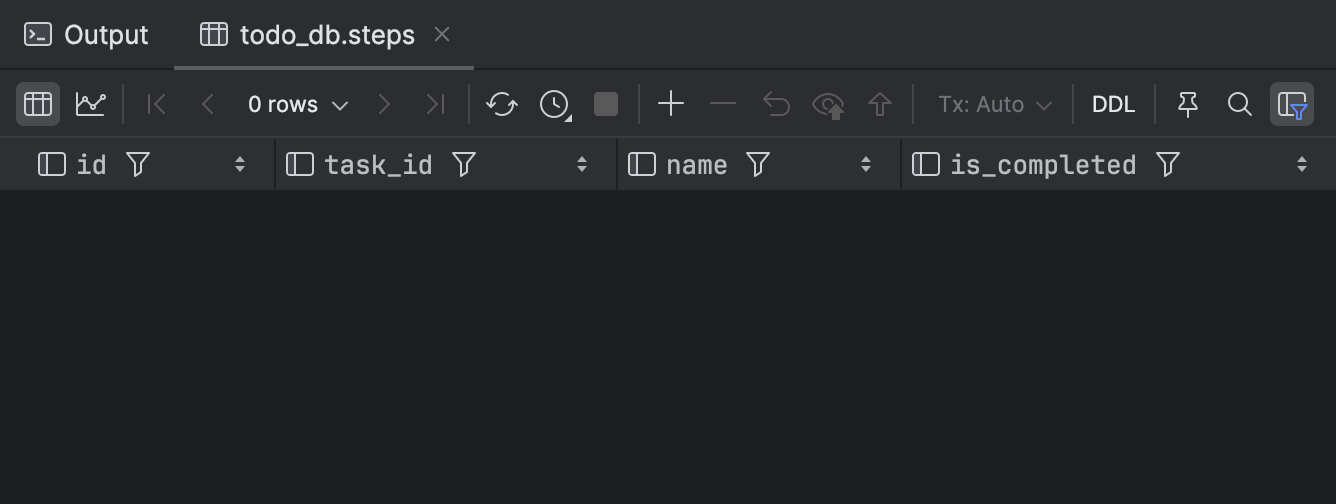 Output todo_db.steps
0 rows Tx: Auto DDL
id task_id name is_completed